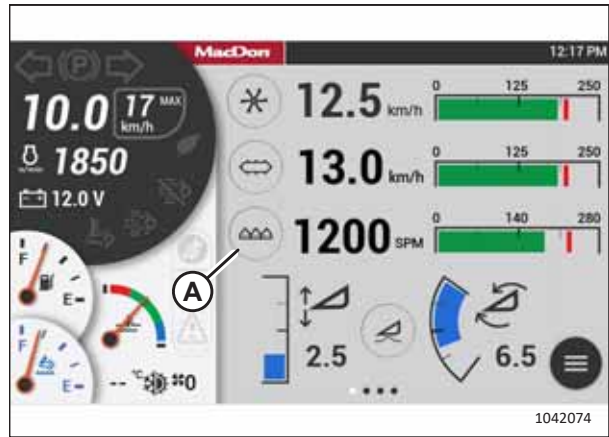 MacDon
12:17 PM
P
10.0
17 MAX
km/h
1850
12.0 V
F
E
F
E
-- °C 0
12.5 km/h
0 125 250
13.0 km/h
0 125 250
1200 SPM
0 140 280
A
2.5
6.5
1042074